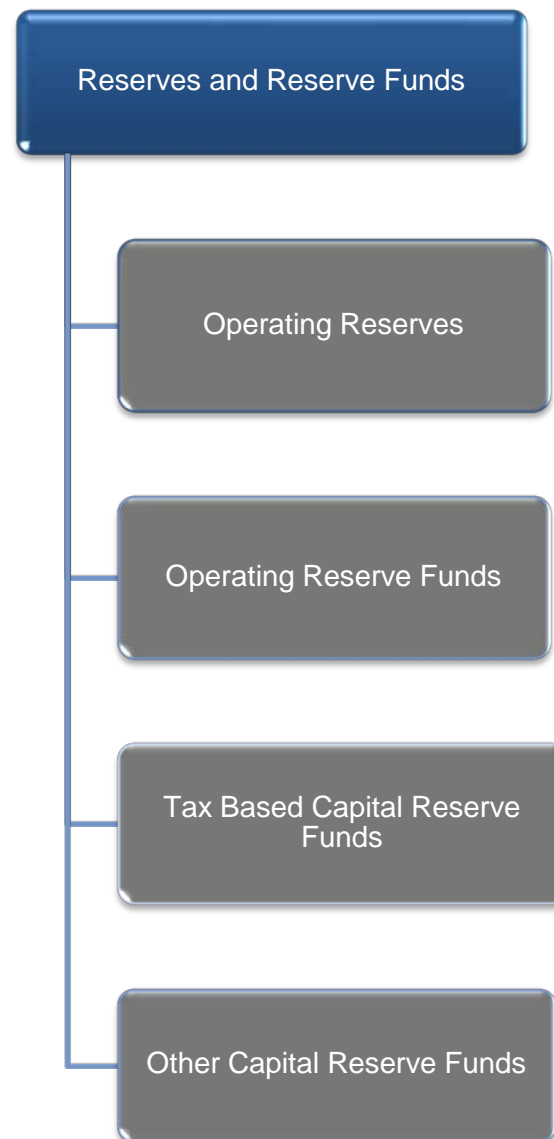 Reserves and Reserve Funds
Operating Reserves
Operating Reserve Funds
Tax Based Capital Reserve
Funds
Other Capital Reserve Funds